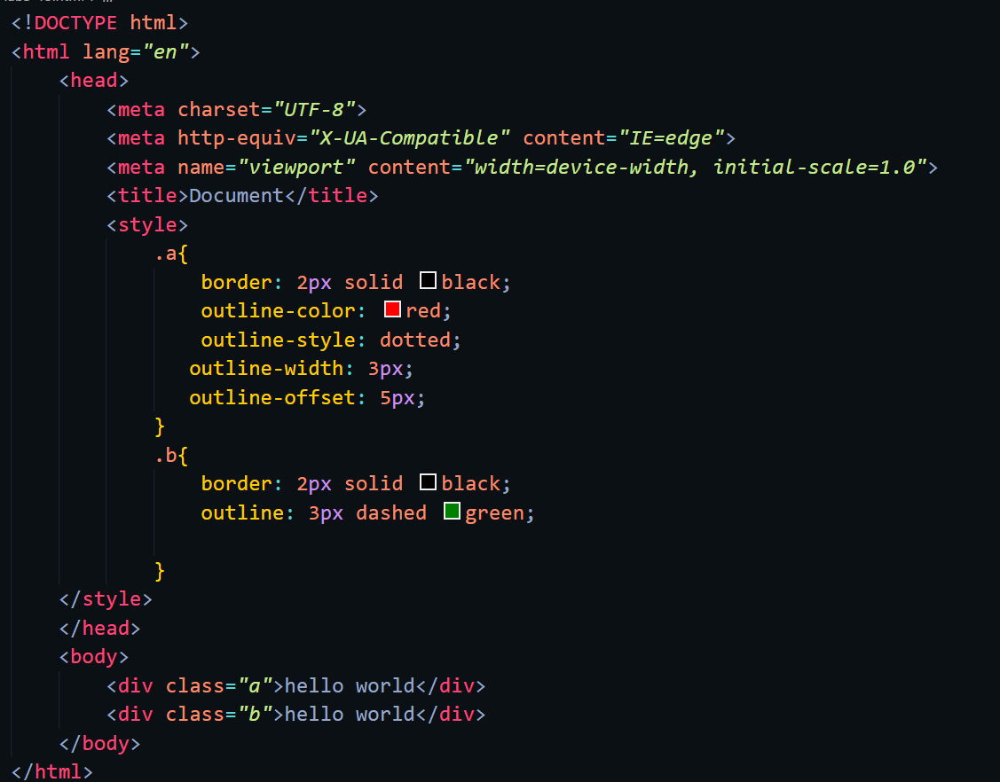 <!DOCTYPE html>
<html lang="en">
<head>
<meta charset="UTF-8">
<meta http-equiv="X-UA-Compatible" content="IE=edge">
<meta name="viewport" content="width=device-width, initial-scale=1.0">
<title>Document</title>
<style>
.a{
border: 2px solid black;
outline-color: red;
outline-style: dotted;
outline-width: 3px;
outline-offset: 5px;
}
.b{
border: 2px solid black;
outline: 3px dashed green;
}
</style>
</head>
<body>
<div class="a">hello world</div>
<div class="b">hello world</div>
</body>
</html>